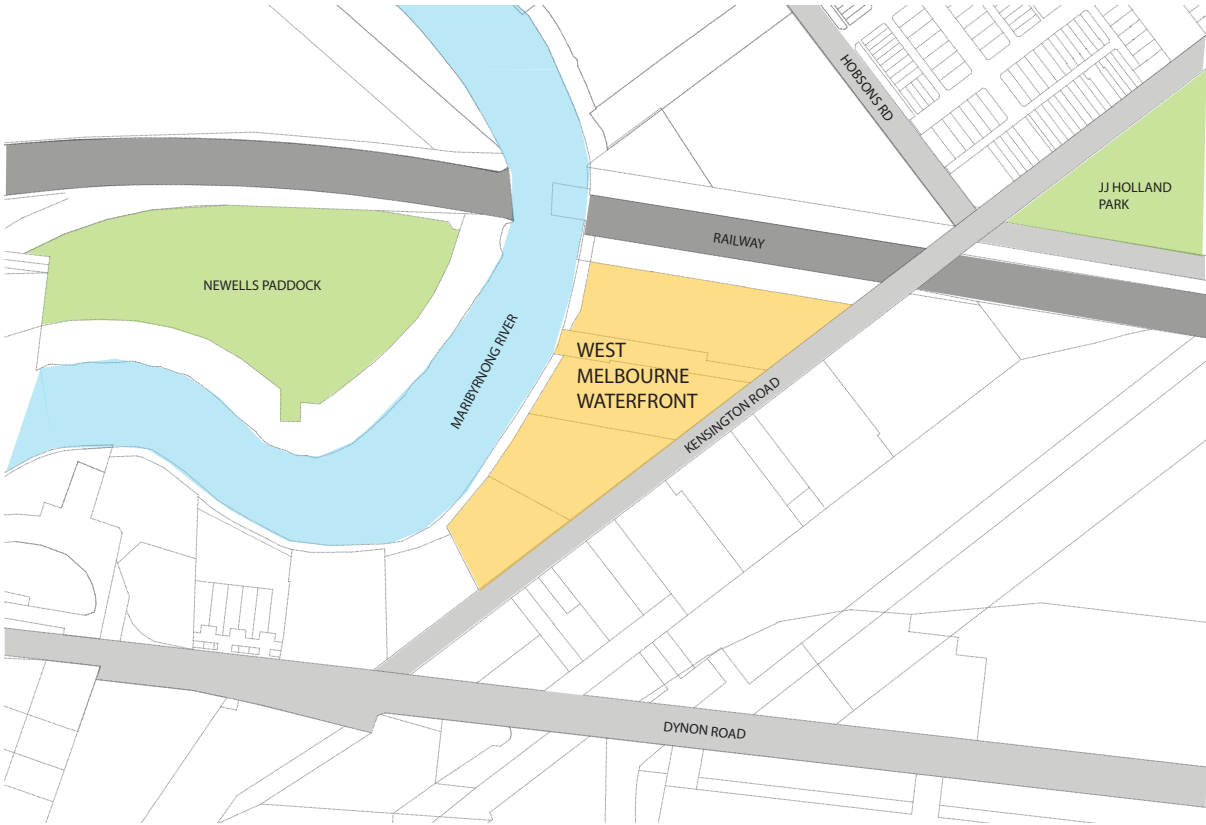 HOBSONS RD
JJ HOLLAND
PARK
RAILWAY
NEWELLS PADDOCK
MARIBYRNONG RIVER
WEST
MELBOURNE
WATERFRONT
KENSINGTON ROAD
DYNON ROAD